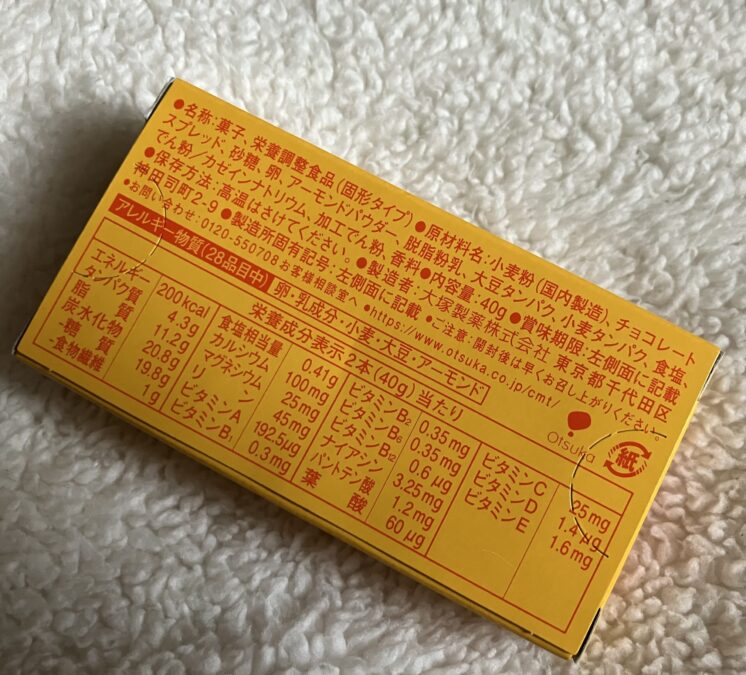 ●名称:菓子、栄養調整食品(固形タイプ)●原材料名:小麦粉(国内製造)、チョコレート
スプレッド、砂糖、卵、アーモンドパウダー、脱脂粉乳、大豆タンパク、小麦タンパク、食塩、
でん粉/カゼインナトリウム、加工でん粉、香料●内容量:40g●賞味期限:左側面に記載
●保存方法:高温はさけてください。●製造者:大塚製薬株式会社 東京都千代田区
神田司町2-9●製造所固有記号:左側面に記載●ご注意:開封後は早くお召し上がりください。
●お問い合わせ:0120-550708お客様相談室へ●https://www.otsuka.co.jp/cmt/
アレルギー物質(28品目中) 卵・乳成分・小麦・大豆・アーモンド
Otsuka
紙
栄養成分表示 2本(40g)当たり
エネルギー 200kcal
タンパク質 4.3g
脂質 11.2g
炭水化物 20.8g
-糖質 19.8g
-食物繊維 1g
食塩相当量 0.41g
カルシウム 100mg
マグネシウム 25mg
リン 45mg
ビタミンA 192.5μg
ビタミンB1 0.3mg
ビタミンB2 0.35mg
ビタミンB6 0.35mg
ビタミンB12 0.6μg
ナイアシン 3.25mg
パントテン酸 1.2mg
葉酸 60μg
ビタミンC 25mg
ビタミンD 1.4μg
ビタミンE 1.6mg